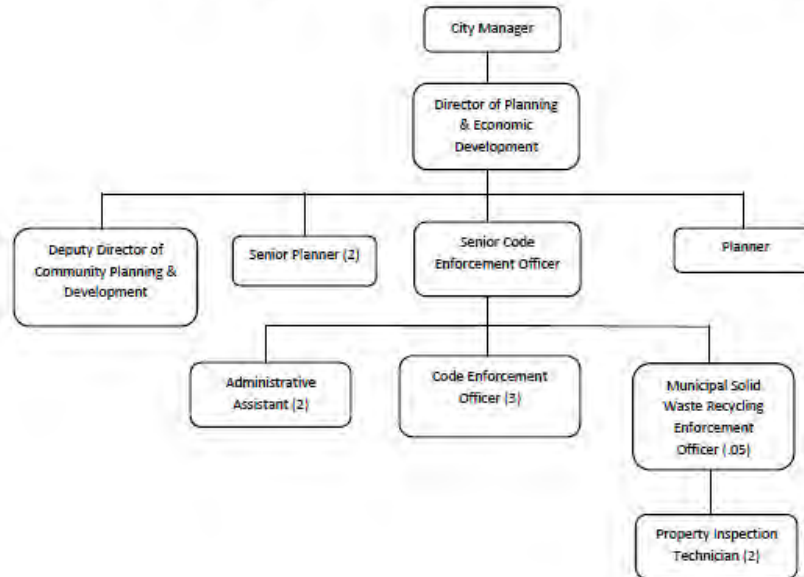 City Manager
Director of Planning
& Economic
Development
Deputy Director of
Community Planning &
Development
Senior Planner (2)
Senior Code
Enforcement Officer
Planner
Administrative
Assistant (2)
Code Enforcement
Officer (3)
Municipal Solid
Waste Recycling
Enforcement
Officer (.05)
Property Inspection
Technician (2)